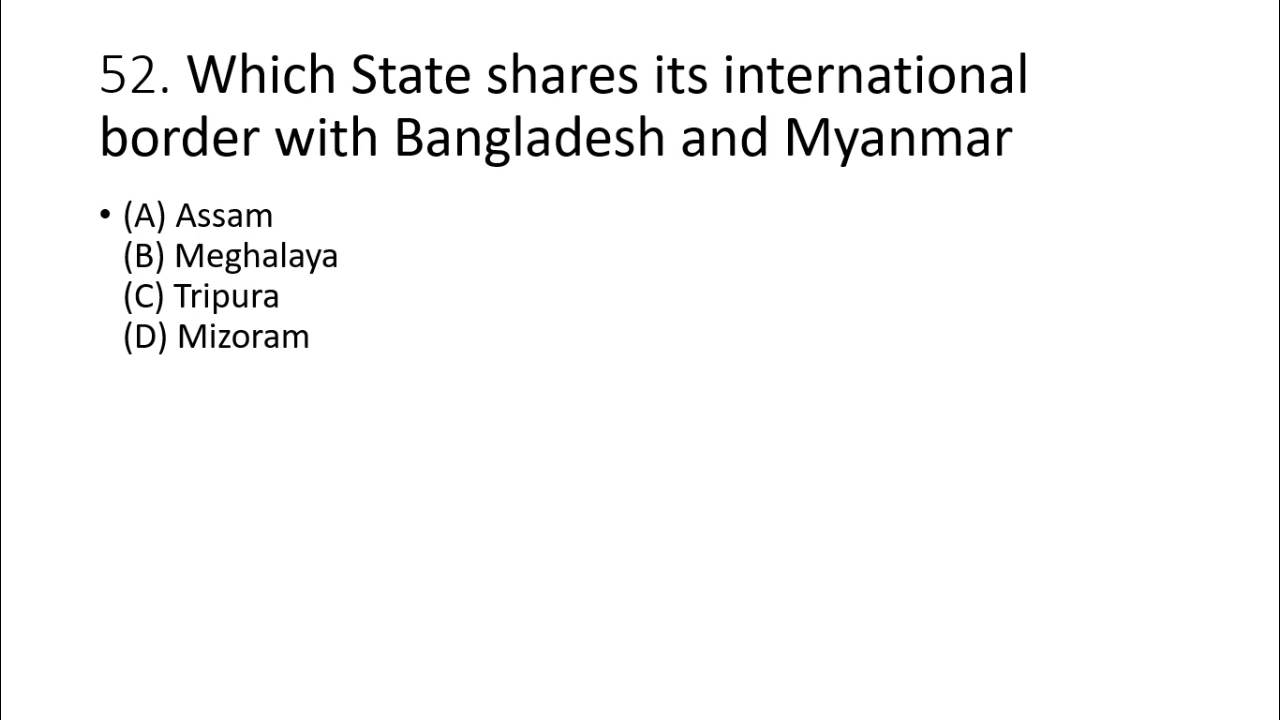 52. Which State shares its international
border with Bangladesh and Myanmar
• (A) Assam
(B) Meghalaya
(C) Tripura
(D) Mizoram